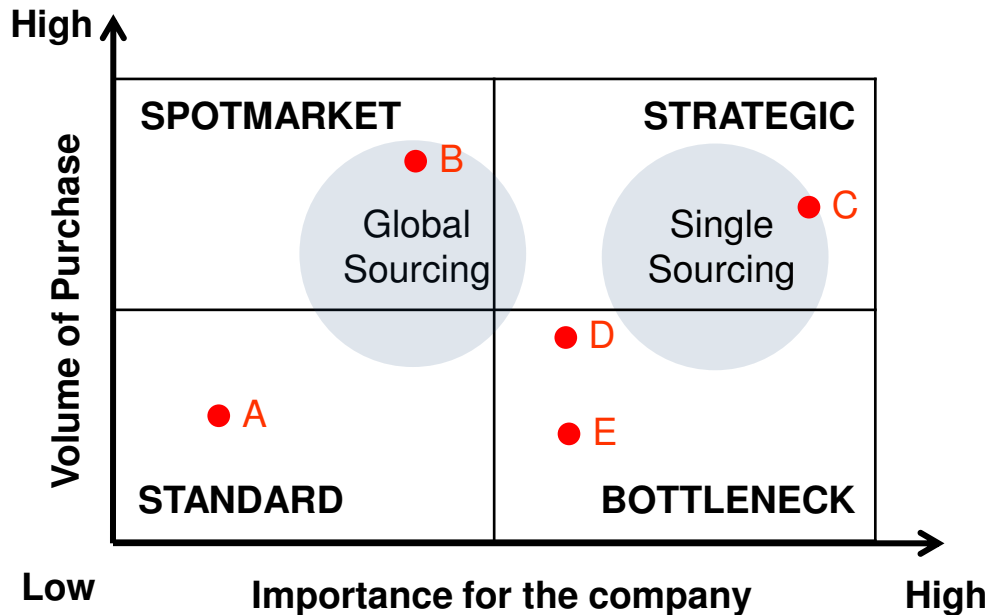 High
SPOTMARKET
STRATEGIC
B
C
Global
Sourcing
Single
Sourcing
Volume of Purchase
D
A
E
STANDARD
BOTTLENECK
Low
Importance for the company
High